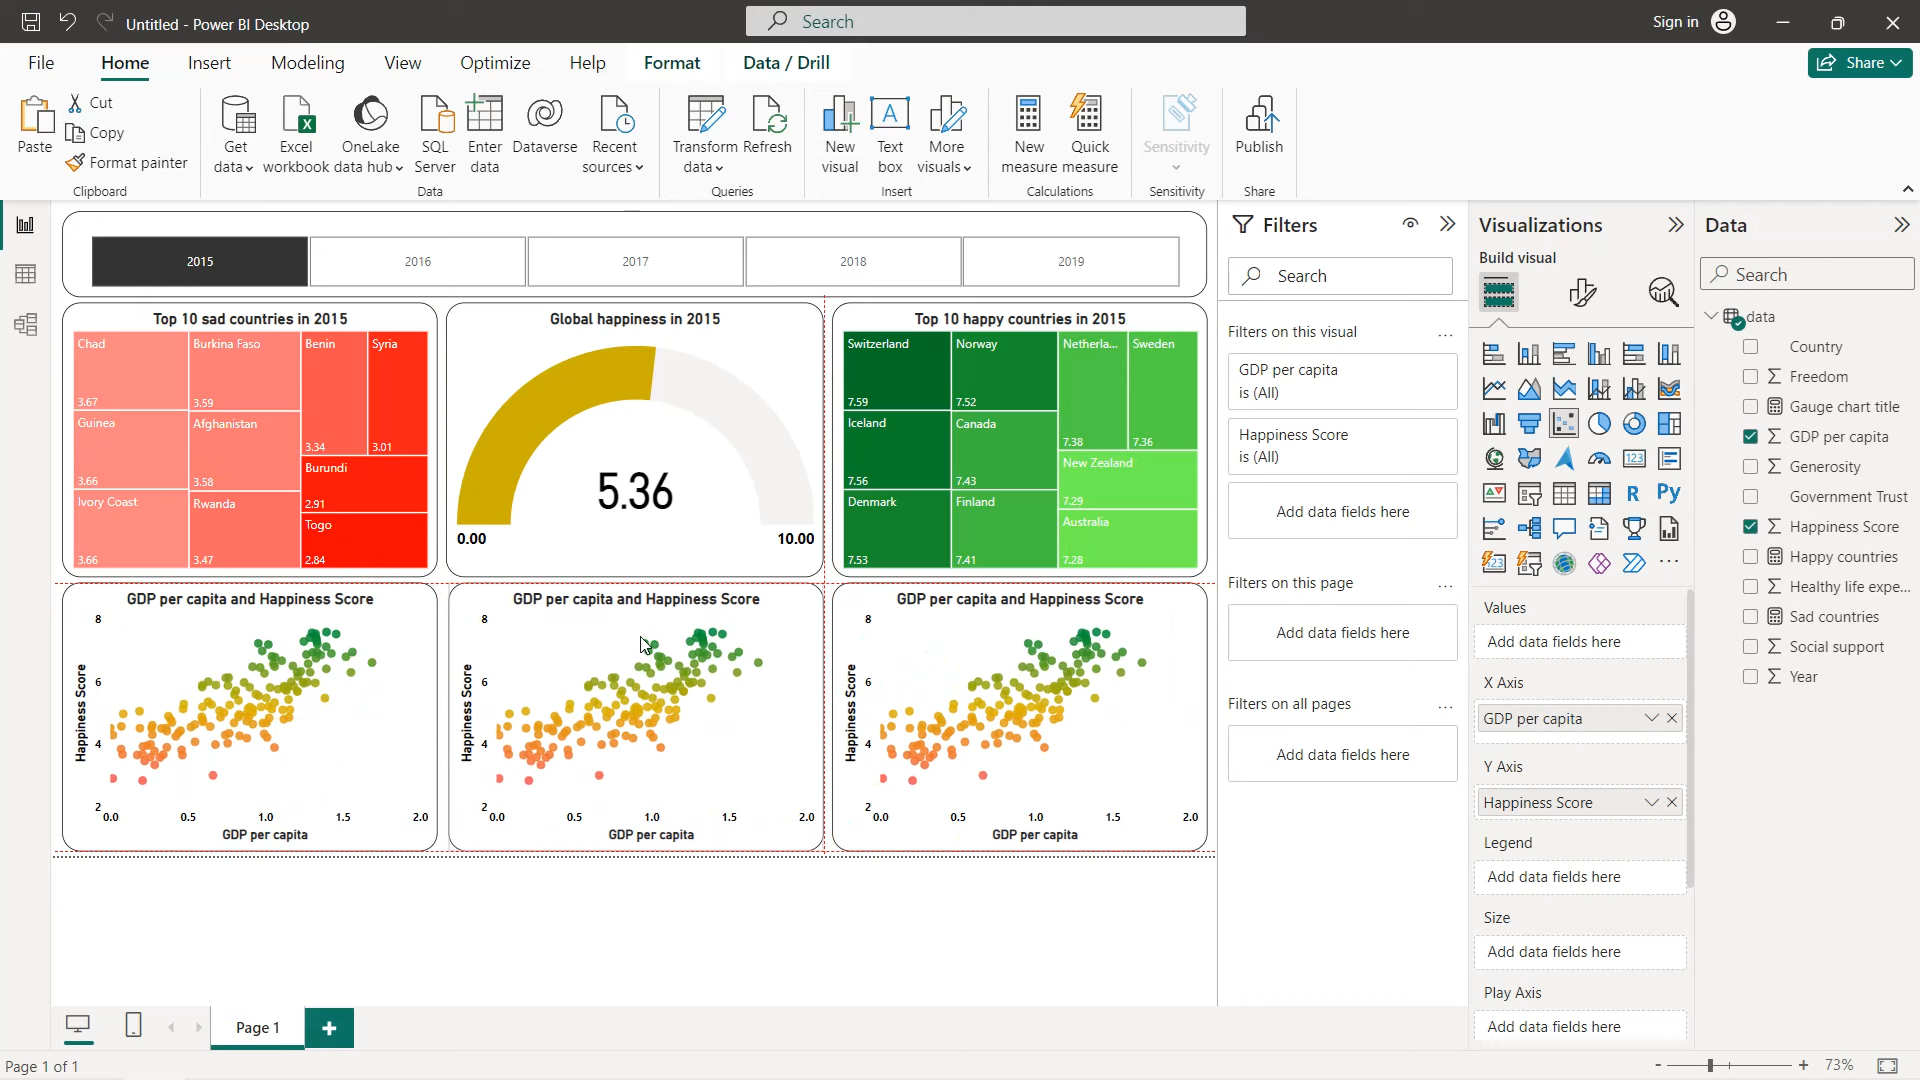 Untitled - Power BI Desktop
Search
Sign in
File
Home
Insert
Modeling
View
Optimize
Help
Format
Data / Drill
Share
Paste
Cut
Copy
Format painter
Clipboard
Get data
Excel workbook
OneLake data hub
SQL Server
Enter data
Dataverse
Recent sources
Data
Transform data
Refresh
Queries
New visual
Text box
More visuals
Insert
New measure
Quick measure
Calculations
Sensitivity
Sensitivity
Publish
Share
2015
2016
2017
2018
2019
Top 10 sad countries in 2015
Chad
3.67
Guinea
3.66
Ivory Coast
3.66
Burkina Faso
3.59
Afghanistan
3.58
Rwanda
3.47
Benin
3.34
Syria
3.01
Burundi
2.91
Togo
2.84
Global happiness in 2015
5.36
0.00
10.00
Top 10 happy countries in 2015
Switzerland
7.59
Iceland
7.56
Denmark
7.53
Norway
7.52
Canada
7.43
Finland
7.41
Netherla...
7.38
Sweden
7.36
New Zealand
7.29
Australia
7.28
GDP per capita and Happiness Score
Happiness Score
8
6
4
2
0.0
0.5
1.0
1.5
2.0
GDP per capita
GDP per capita and Happiness Score
Happiness Score
8
6
4
2
0.0
0.5
1.0
1.5
2.0
GDP per capita
GDP per capita and Happiness Score
Happiness Score
8
6
4
2
0.0
0.5
1.0
1.5
2.0
GDP per capita
Filters
Search
Filters on this visual
...
GDP per capita
is (All)
Happiness Score
is (All)
Add data fields here
Filters on this page
...
Add data fields here
Filters on all pages
...
Add data fields here
Visualizations
Build visual
R
Py
123
...
Values
Add data fields here
X Axis
GDP per capita
Y Axis
Happiness Score
Legend
Add data fields here
Size
Add data fields here
Play Axis
Add data fields here
Data
Search
data
Country
Freedom
Gauge chart title
GDP per capita
Generosity
Government Trust
Happiness Score
Happy countries
Healthy life expe...
Sad countries
Social support
Year
Page 1
Page 1 of 1
- + 73%